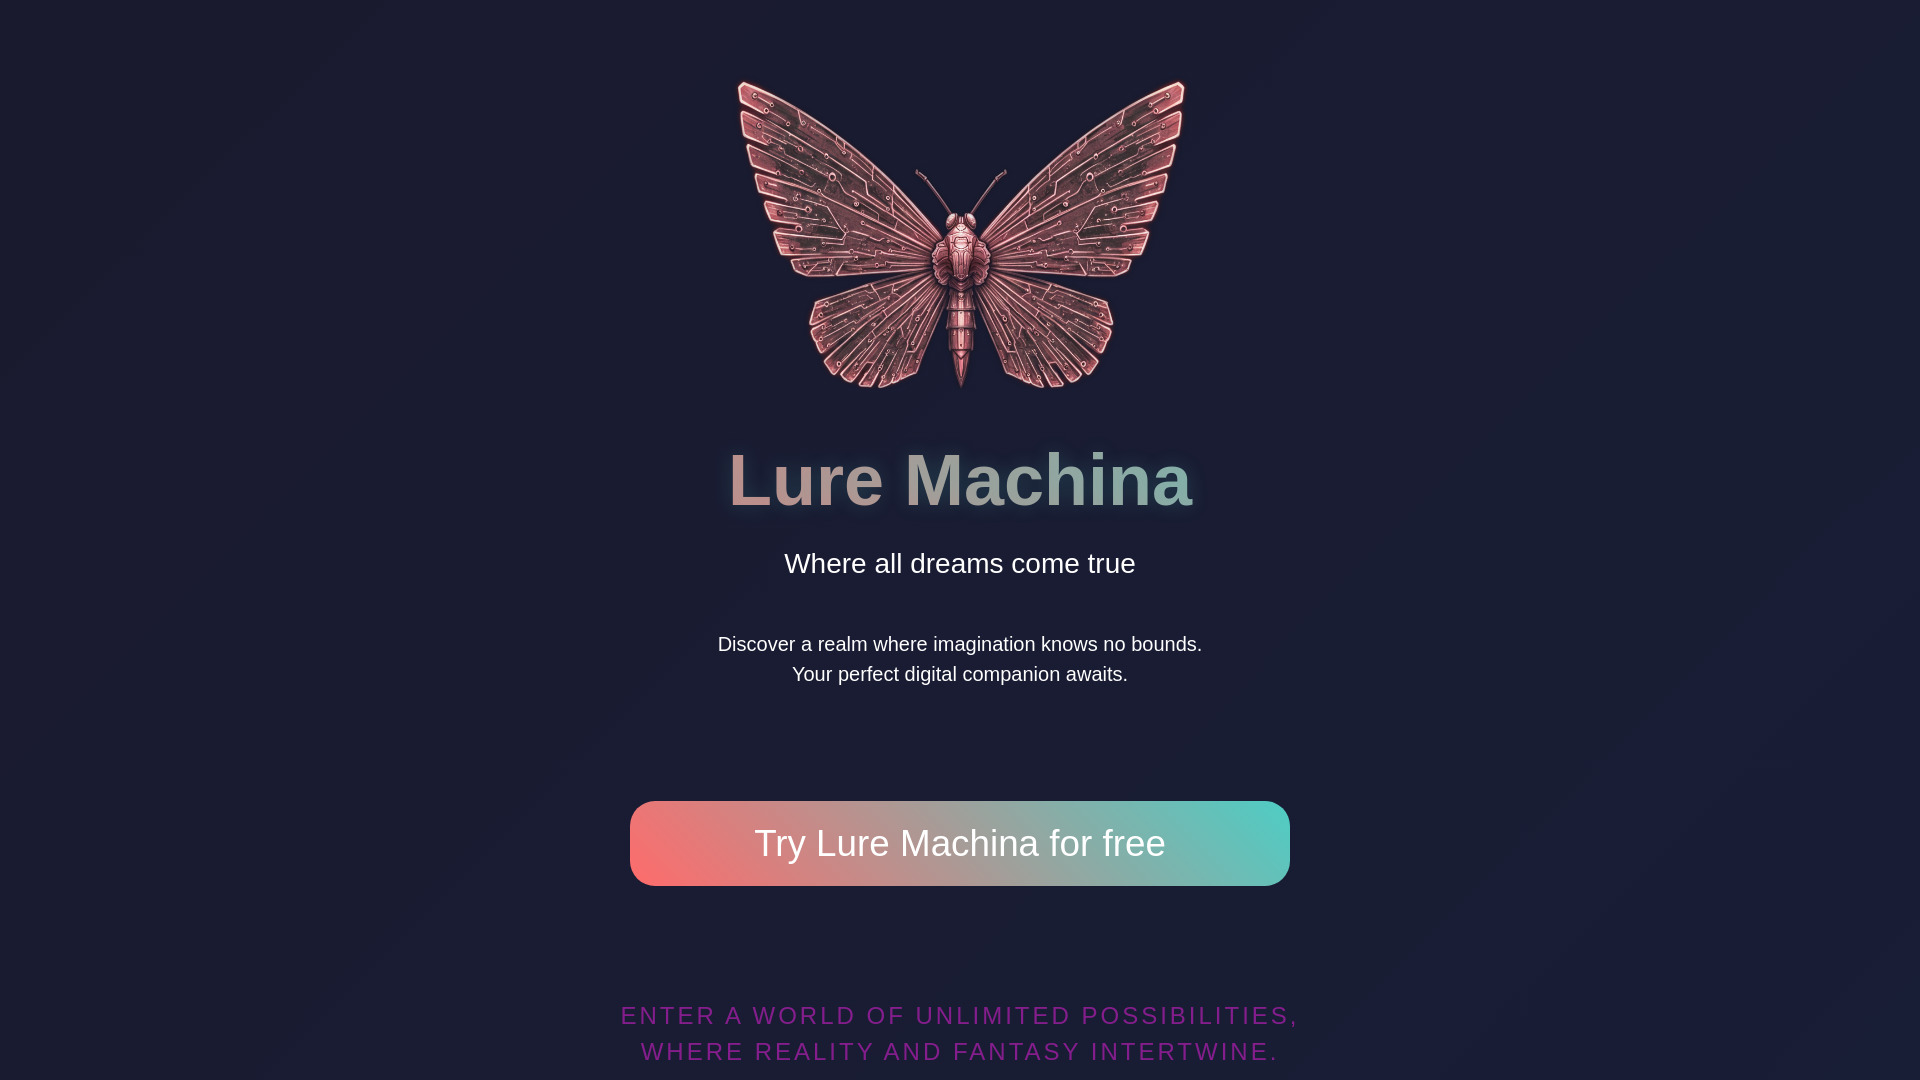 Lure Machina
Where all dreams come true
Discover a realm where imagination knows no bounds.
Your perfect digital companion awaits.
Try Lure Machina for free
ENTER A WORLD OF UNLIMITED POSSIBILITIES,
WHERE REALITY AND FANTASY INTERTWINE.